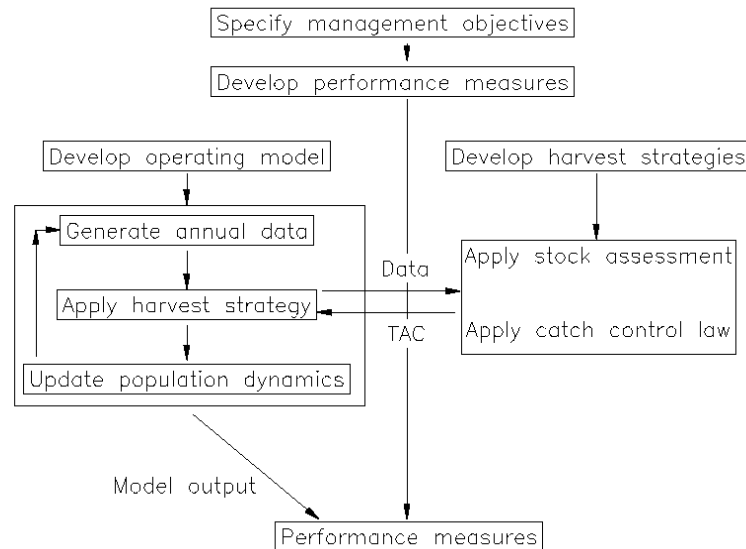 Specify management objectives
Develop performance measures
Develop operating model
Develop harvest strategies
Generate annual data
Apply stock assessment
Data
Apply harvest strategy
TAC
Apply catch control law
Update population dynamics
Model output
Performance measures